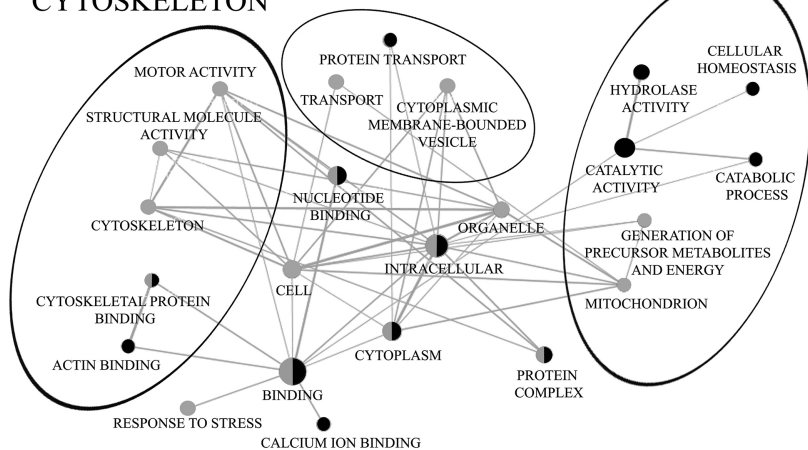 CYTOSKELETON
PROTEIN TRANSPORT
TRANSPORT
CYTOPLASMIC
MEMBRANE-BOUNDED
VESICLE
MOTOR ACTIVITY
STRUCTURAL MOLECULE
ACTIVITY
CYTOSKELETON
CYTOSKELETAL PROTEIN
BINDING
ACTIN BINDING
NUCLEOTIDE
BINDING
ORGANELLE
INTRACELLULAR
CELL
CYTOPLASM
BINDING
RESPONSE TO STRESS
CALCIUM ION BINDING
PROTEIN
COMPLEX
CELLULAR
HOMEOSTASIS
HYDROLASE
ACTIVITY
CATALYTIC
ACTIVITY
CATABOLIC
PROCESS
GENERATION OF
PRECURSOR METABOLITES
AND ENERGY
MITOCHONDRION